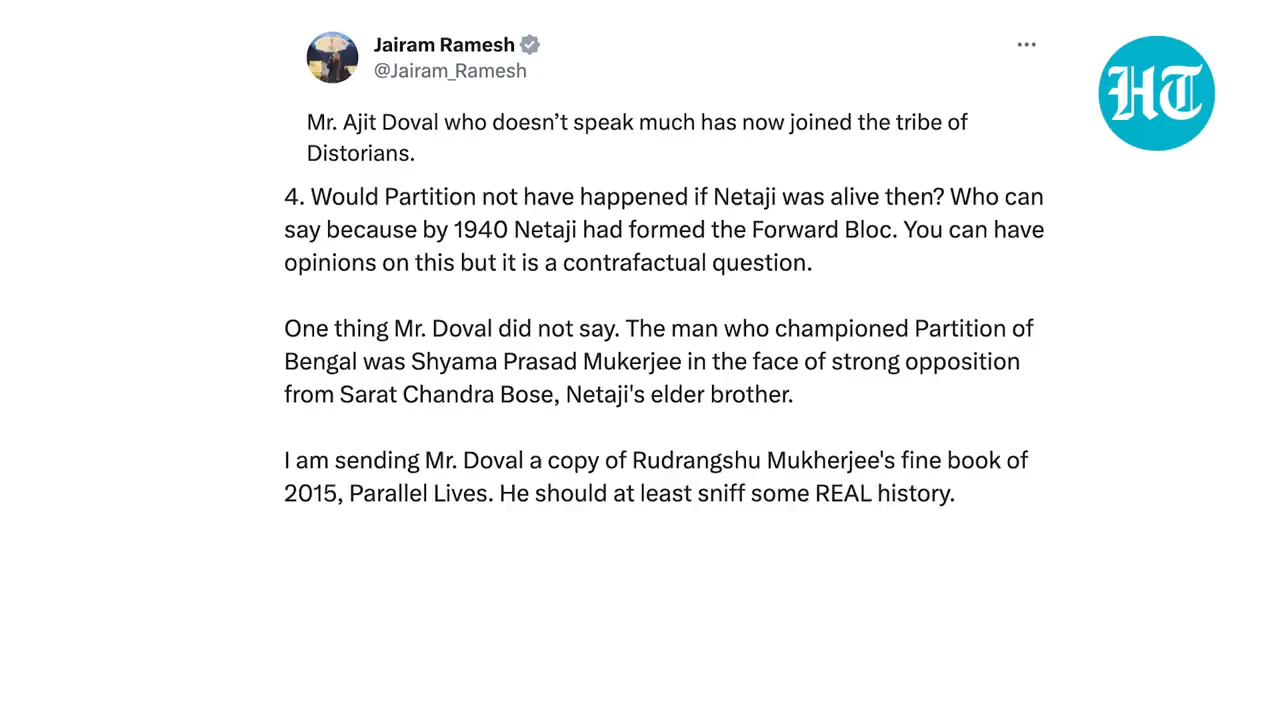 Jairam Ramesh
@Jairam_Ramesh
HT
Mr. Ajit Doval who doesn’t speak much has now joined the tribe of
Distorians.
4. Would Partition not have happened if Netaji was alive then? Who can
say because by 1940 Netaji had formed the Forward Bloc. You can have
opinions on this but it is a contrafactual question.
One thing Mr. Doval did not say. The man who championed Partition of
Bengal was Shyama Prasad Mukerjee in the face of strong opposition
from Sarat Chandra Bose, Netaji's elder brother.
I am sending Mr. Doval a copy of Rudrangshu Mukherjee's fine book of
2015, Parallel Lives. He should at least sniff some REAL history.